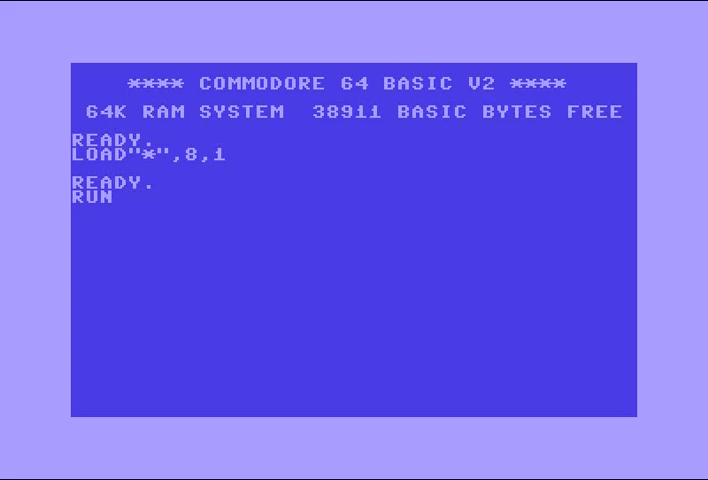 **** COMMODORE 64 BASIC V2 ****
64K RAM SYSTEM  38911 BASIC BYTES FREE
READY.
LOAD"*",8,1
READY.
RUN